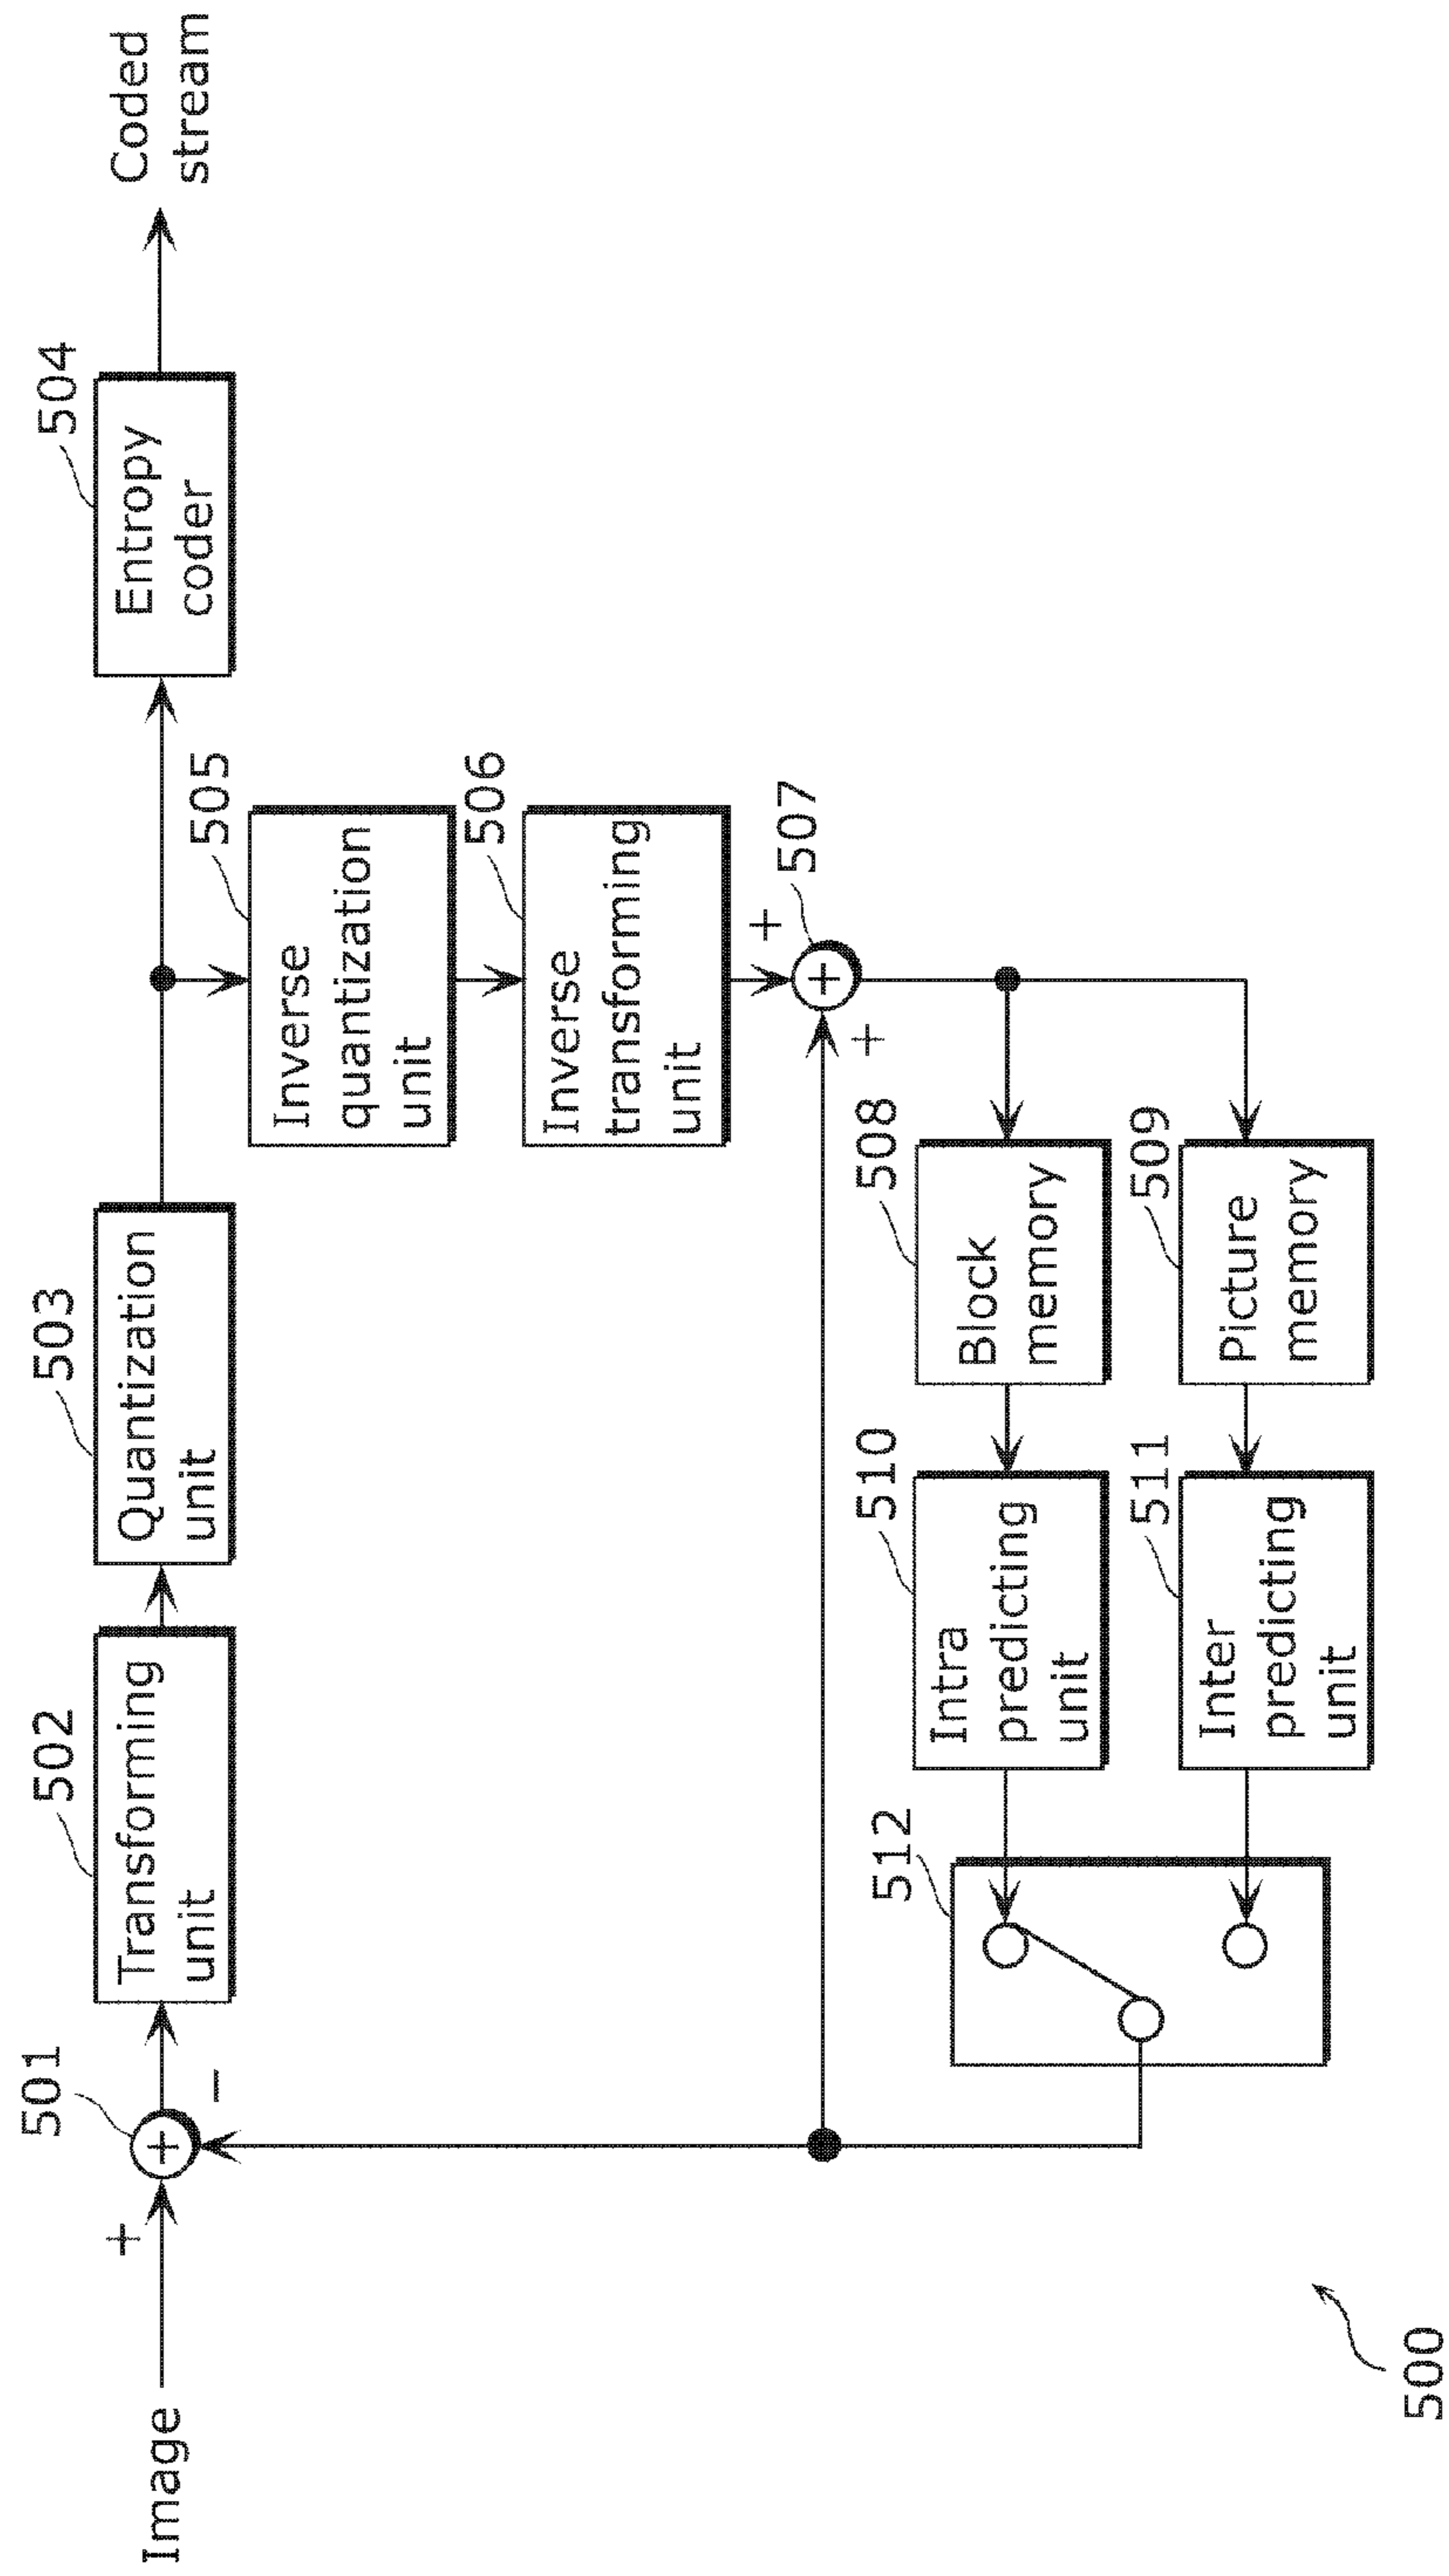 501
502
503
504
Image
+
+
−
Transforming
unit
Quantization
unit
Entropy
coder
Coded
stream
505
Inverse
quantization
unit
506
Inverse
transforming
unit
+
507
+
+
512
510
508
Intra
predicting
unit
Block
memory
511
509
Inter
predicting
unit
Picture
memory
500